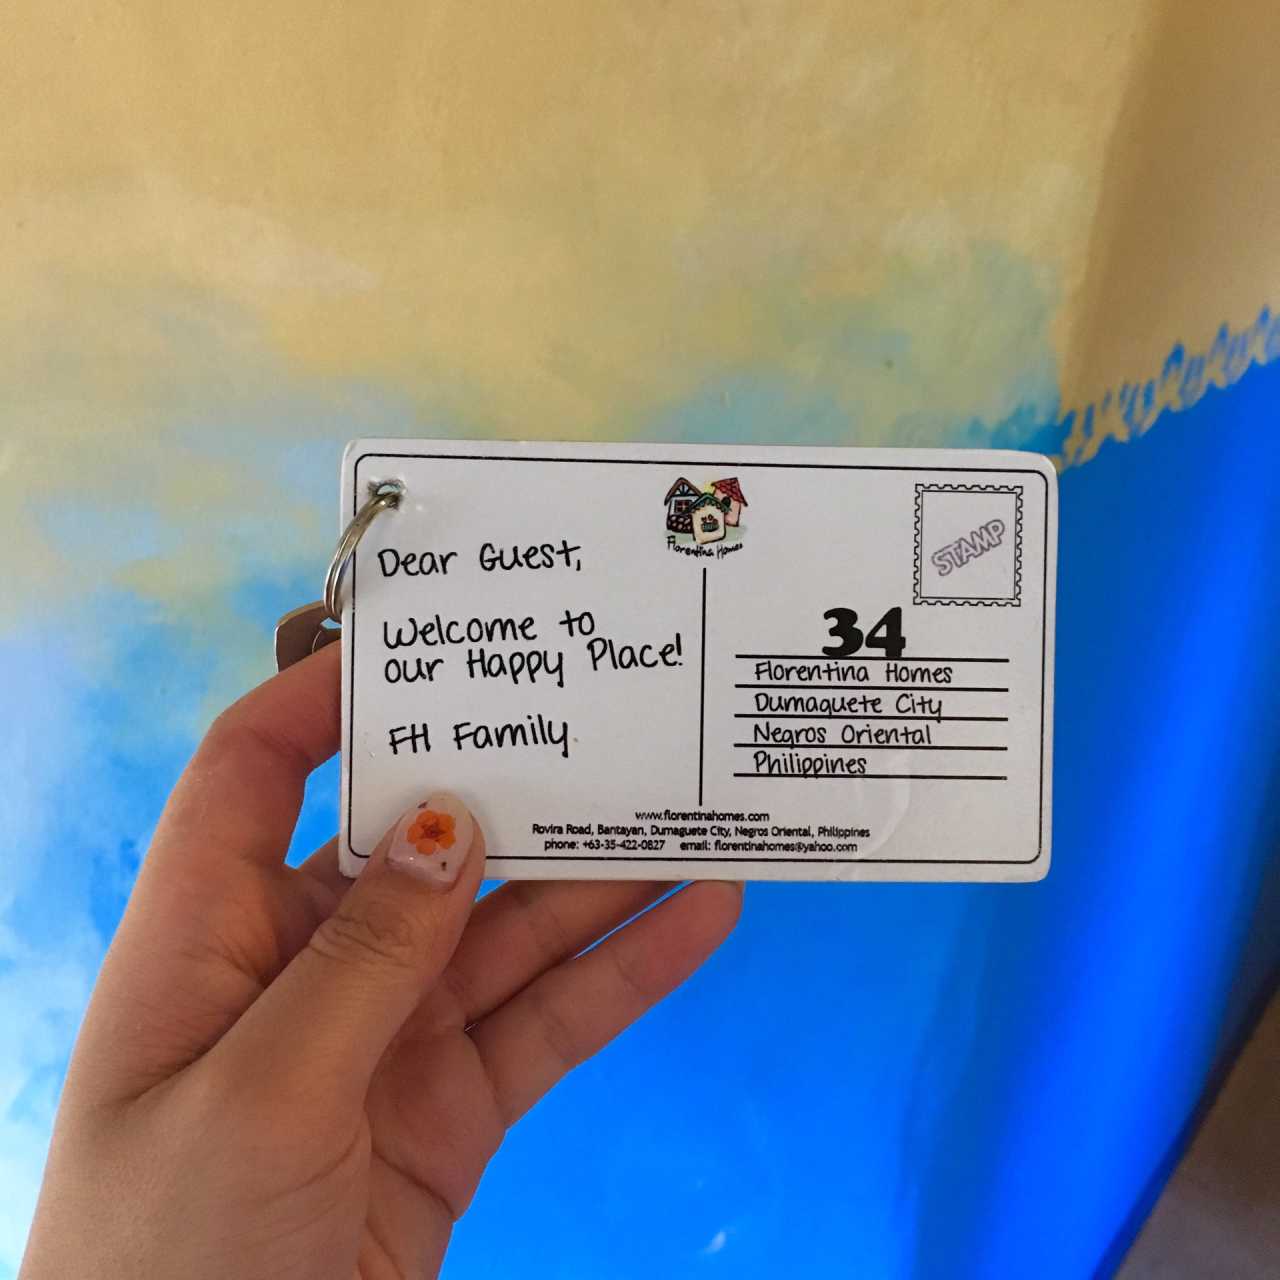 Dear Guest,
Welcome to
our Happy Place!
FH Family
Florentina Homes
STAMP
34
Florentina Homes
Dumaguete City
Negros Oriental
Philippines
www.florentinahomes.com
Rovira Road, Bantayan, Dumaguete City, Negros Oriental, Philippines
phone: +63-35-422-0827 email: florentinahomes@yahoo.com